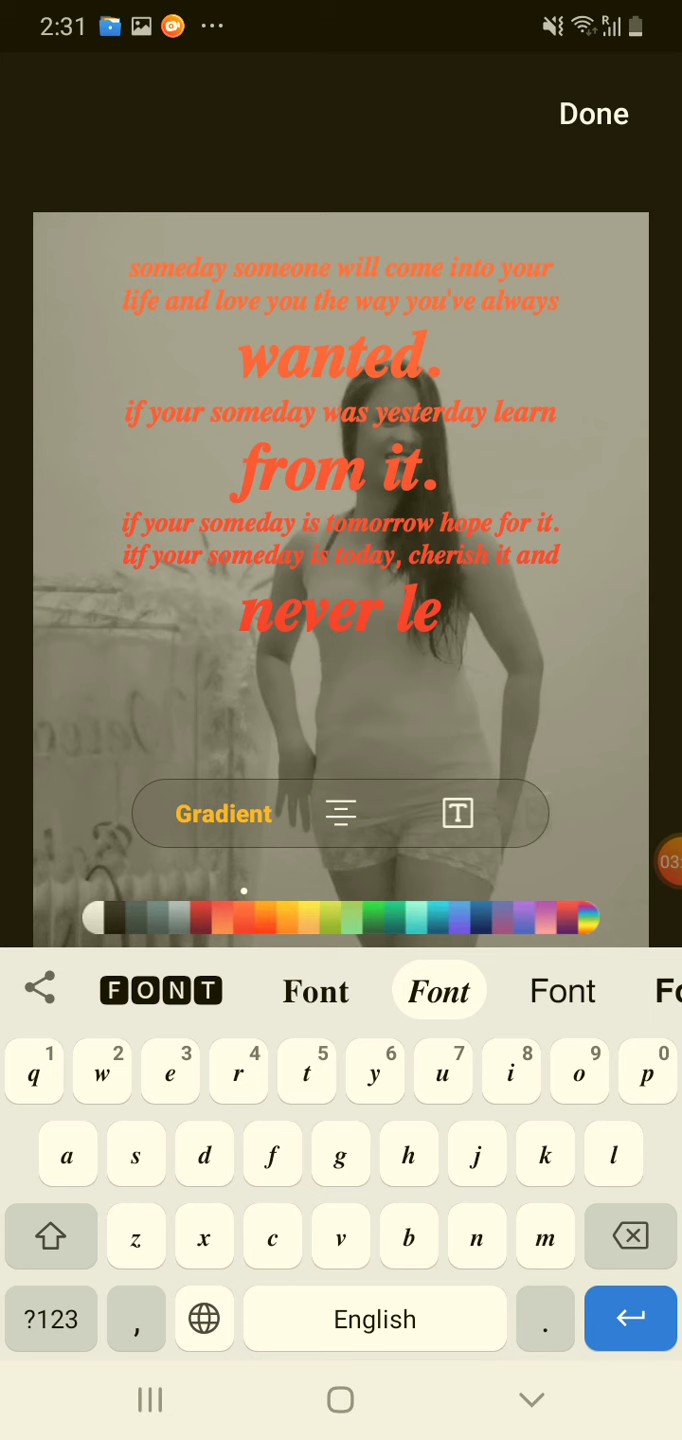 2:31
Done
someday someone will come into your
life and love you the way you've always
wanted.
if your someday was yesterday learn
from it.
if your someday is tomorrow hope for it.
itf your someday is today, cherish it and
never le
Gradient
T
03:
FONT Font Font Font Fo
1 2 3 4 5 6 7 8 9 0
q w e r t y u i o p
a s d f g h j k l
z x c v b n m
?123 , English .